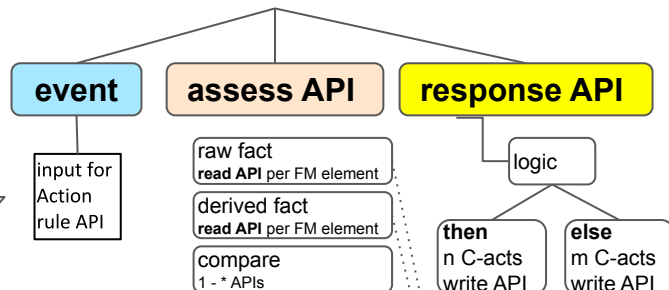 event
assess API
response API
input for
Action
rule API
raw fact
read API per FM element
derived fact
read API per FM element
compare
1 - * APIs
logic
then
n C-acts
write API
else
m C-acts
write API